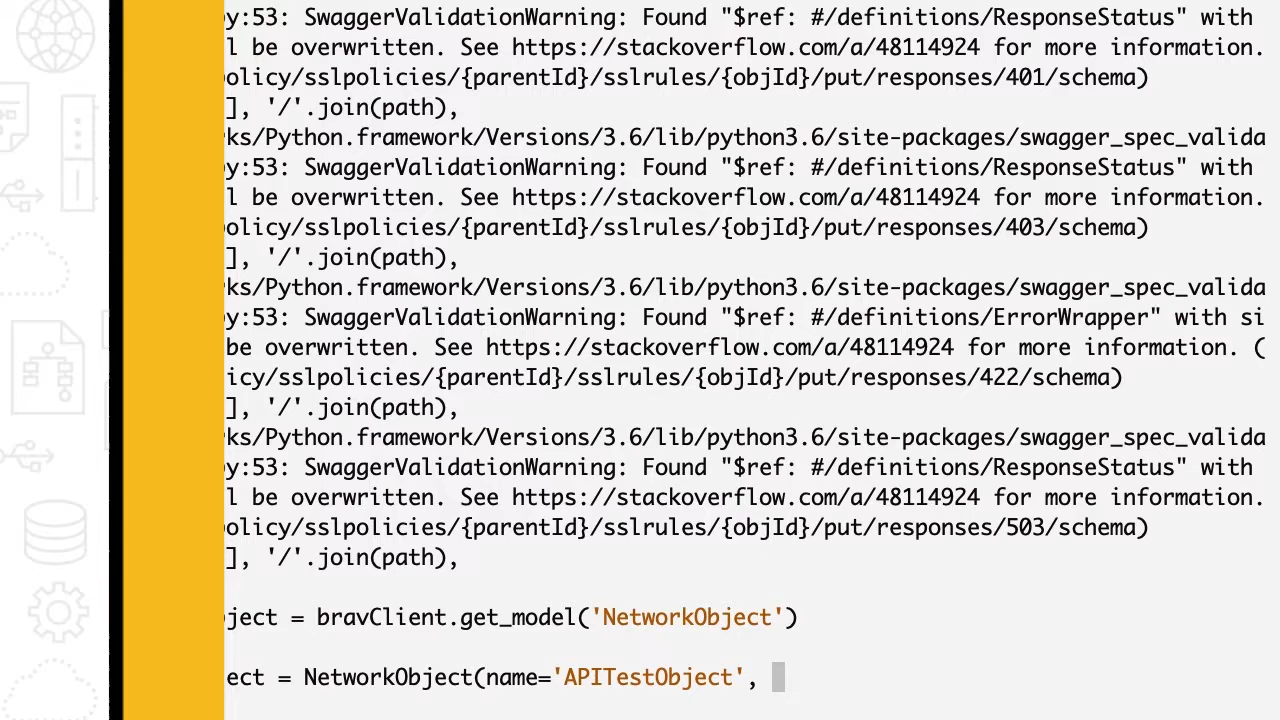 y:53: SwaggerValidationWarning: Found "$ref: #/definitions/ResponseStatus" with
l be overwritten. See https://stackoverflow.com/a/48114924 for more information.
olicy/sslpolicies/{parentId}/sslrules/{objId}/put/responses/401/schema)
], '/'.join(path),
ks/Python.framework/Versions/3.6/lib/python3.6/site-packages/swagger_spec_valida
y:53: SwaggerValidationWarning: Found "$ref: #/definitions/ResponseStatus" with
l be overwritten. See https://stackoverflow.com/a/48114924 for more information.
olicy/sslpolicies/{parentId}/sslrules/{objId}/put/responses/403/schema)
], '/'.join(path),
ks/Python.framework/Versions/3.6/lib/python3.6/site-packages/swagger_spec_valida
y:53: SwaggerValidationWarning: Found "$ref: #/definitions/ErrorWrapper" with si
be overwritten. See https://stackoverflow.com/a/48114924 for more information. (
icy/sslpolicies/{parentId}/sslrules/{objId}/put/responses/422/schema)
], '/'.join(path),
ks/Python.framework/Versions/3.6/lib/python3.6/site-packages/swagger_spec_valida
y:53: SwaggerValidationWarning: Found "$ref: #/definitions/ResponseStatus" with
l be overwritten. See https://stackoverflow.com/a/48114924 for more information.
olicy/sslpolicies/{parentId}/sslrules/{objId}/put/responses/503/schema)
], '/'.join(path),
ject = bravClient.get_model('NetworkObject')
ect = NetworkObject(name='APITestObject',